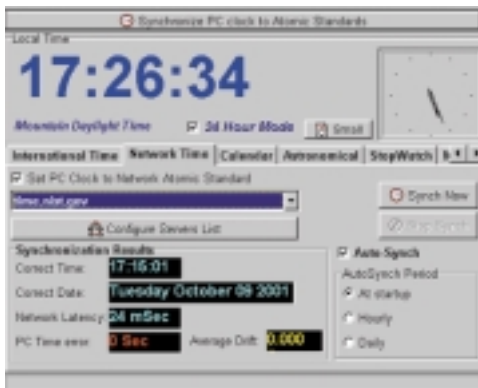 Synchronize PC clock to Atomic Standards
Local Time
17:26:34
Mountain Daylight Time
24 Hour Mode
Small
International Time
Network Time
Calendar
Astronomical
StopWatch
Set PC Clock to Network Atomic Standard
time.nist.gov
Synch Now
Configure Servers List
Stop Synch
Synchronization Results
Auto-Synch
Correct Time: 17:16:01
AutoSynch Period
Correct Date: Tuesday October 09 2001
At startup
Network Latency: 24 mSec
Hourly
PC Time error: 0 Sec
Average Drift: 0.000
Daily